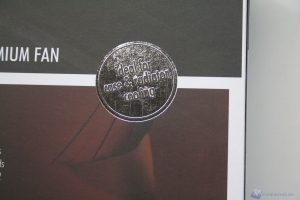 MIUM FAN
ideal for
case & radiator
cooling